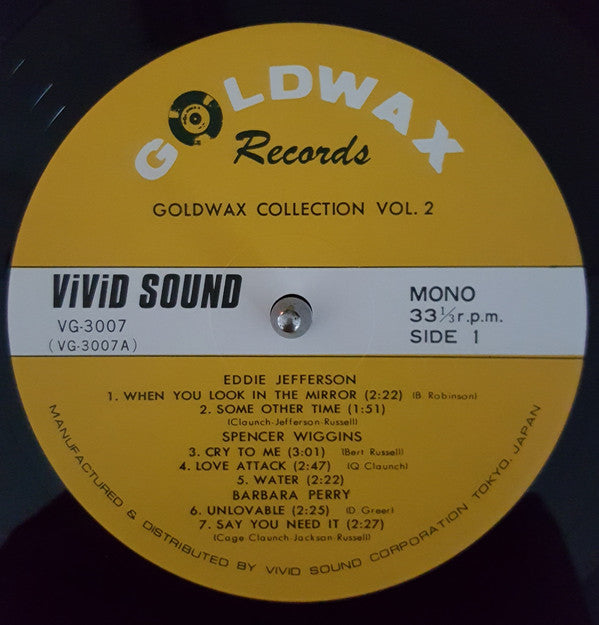 GOLDWAX
Records
GOLDWAX COLLECTION VOL. 2
ViViD SOUND
VG-3007
(VG-3007A)
MONO
33⅓ r.p.m.
SIDE 1
EDDIE JEFFERSON
1. WHEN YOU LOOK IN THE MIRROR (2:22) (B. Robinson)
2. SOME OTHER TIME (1:51)
(Claunch-Jefferson-Russell)
SPENCER WIGGINS
3. CRY TO ME (3:01) (Bert Russell)
4. LOVE ATTACK (2:47) (Q Claunch)
5. WATER (2:22)
BARBARA PERRY
6. UNLOVABLE (2:25) (D. Greer)
7. SAY YOU NEED IT (2:27)
(Cage Claunch-Jackson-Russell)
MANUFACTURED & DISTRIBUTED BY VIVID SOUND CORPORATION TOKYO, JAPAN